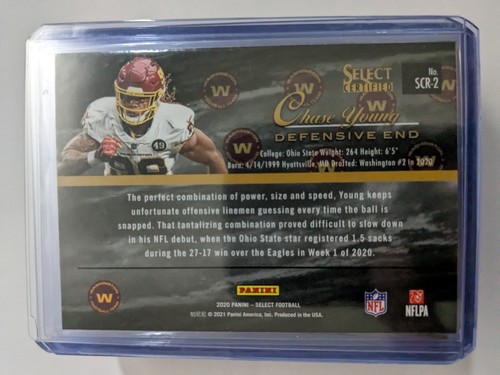 SELECT
CERTIFIED
No.
SCR-2
Chase Young
DEFENSIVE END
College: Ohio State Weight: 264 Height: 6'5"
Born: 4/14/1999 Hyattsville, MD Drafted: Washington #2 in 2020
The perfect combination of power, size and speed, Young keeps
unfortunate offensive linemen guessing every time the ball is
snapped. That tantalizing combination proved difficult to slow down
in his NFL debut, when the Ohio State star registered 1.5 sacks
during the 27-17 win over the Eagles in Week 1 of 2020.
W
PANINI
2020 PANINI – SELECT FOOTBALL
© 2021 Panini America, Inc. Produced in the USA.
NFL
NFLPA